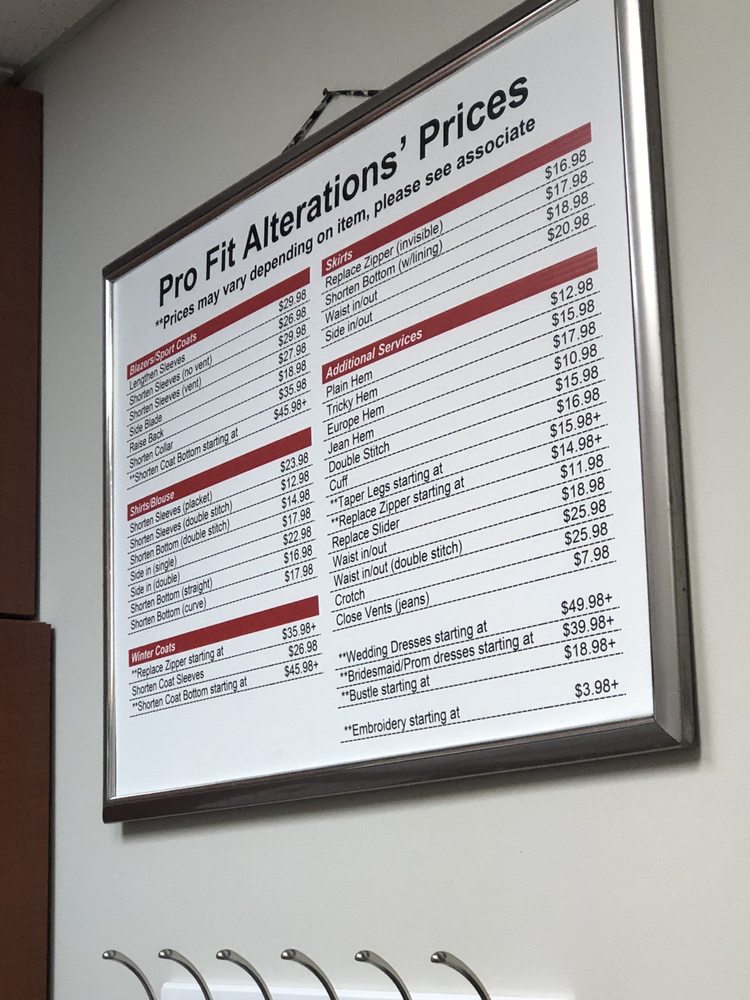 Pro Fit Alterations' Prices
**Prices may vary depending on item, please see associate
Blazers/Sport Coats
Lengthen Sleeves $29.98
Shorten Sleeves (no vent) $26.98
Shorten Sleeves (vent) $29.98
Side Blade $27.98
Raise Back $18.98
Shorten Collar $35.98
**Shorten Coat Bottom starting at $45.98+
Shirts/Blouse
Shorten Sleeves (placket) $23.98
Shorten Sleeves (double stitch) $12.98
Shorten Bottom (double stitch) $14.98
Side in (single) $17.98
Side in (double) $22.98
Shorten Bottom (straight) $16.98
Shorten Bottom (curve) $17.98
Winter Coats
**Replace Zipper starting at $35.98+
Shorten Coat Sleeves $26.98
**Shorten Coat Bottom starting at $45.98+
Skirts
Replace Zipper (invisible) $16.98
Shorten Bottom (w/lining) $17.98
Waist in/out $18.98
Side in/out $20.98
Additional Services
Plain Hem $12.98
Tricky Hem $15.98
Europe Hem $17.98
Jean Hem $10.98
Double Stitch $15.98
Cuff $16.98
**Taper Legs starting at $15.98+
**Replace Zipper starting at $14.98+
Replace Slider $11.98
Waist in/out $18.98
Waist in/out (double stitch) $25.98
Crotch $25.98
Close Vents (jeans) $7.98
**Wedding Dresses starting at $49.98+
**Bridesmaid/Prom dresses starting at $39.98+
**Bustle starting at $18.98+
**Embroidery starting at $3.98+